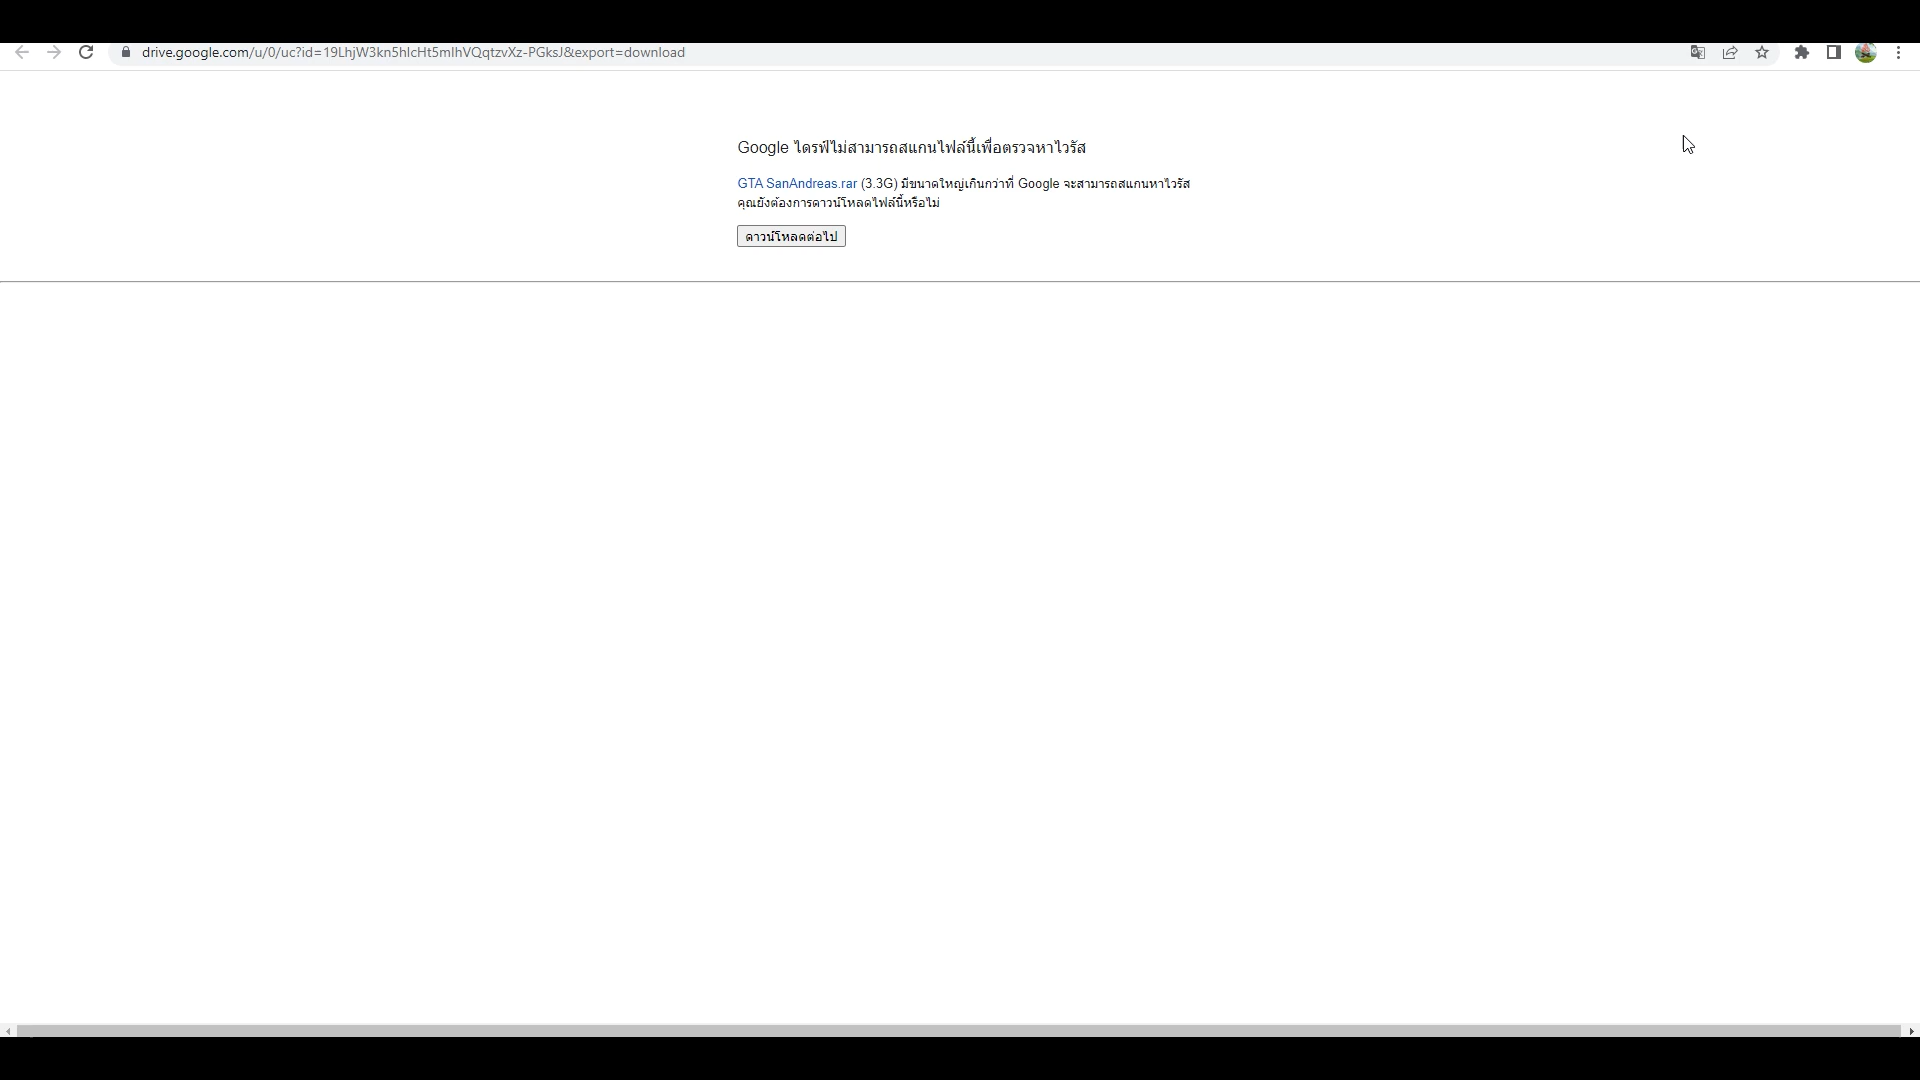 drive.google.com/u/0/uc?id=19LhjW3kn5hlcHt5mlhVQqtzvXz-PGksJ&export=download
Google ไดรฟ์ไม่สามารถสแกนไฟล์นี้เพื่อตรวจหาไวรัส
GTA SanAndreas.rar (3.3G) มีขนาดใหญ่เกินกว่าที่ Google จะสามารถสแกนหาไวรัส
คุณยังต้องการดาวน์โหลดไฟล์นี้หรือไม่
ดาวน์โหลดต่อไป